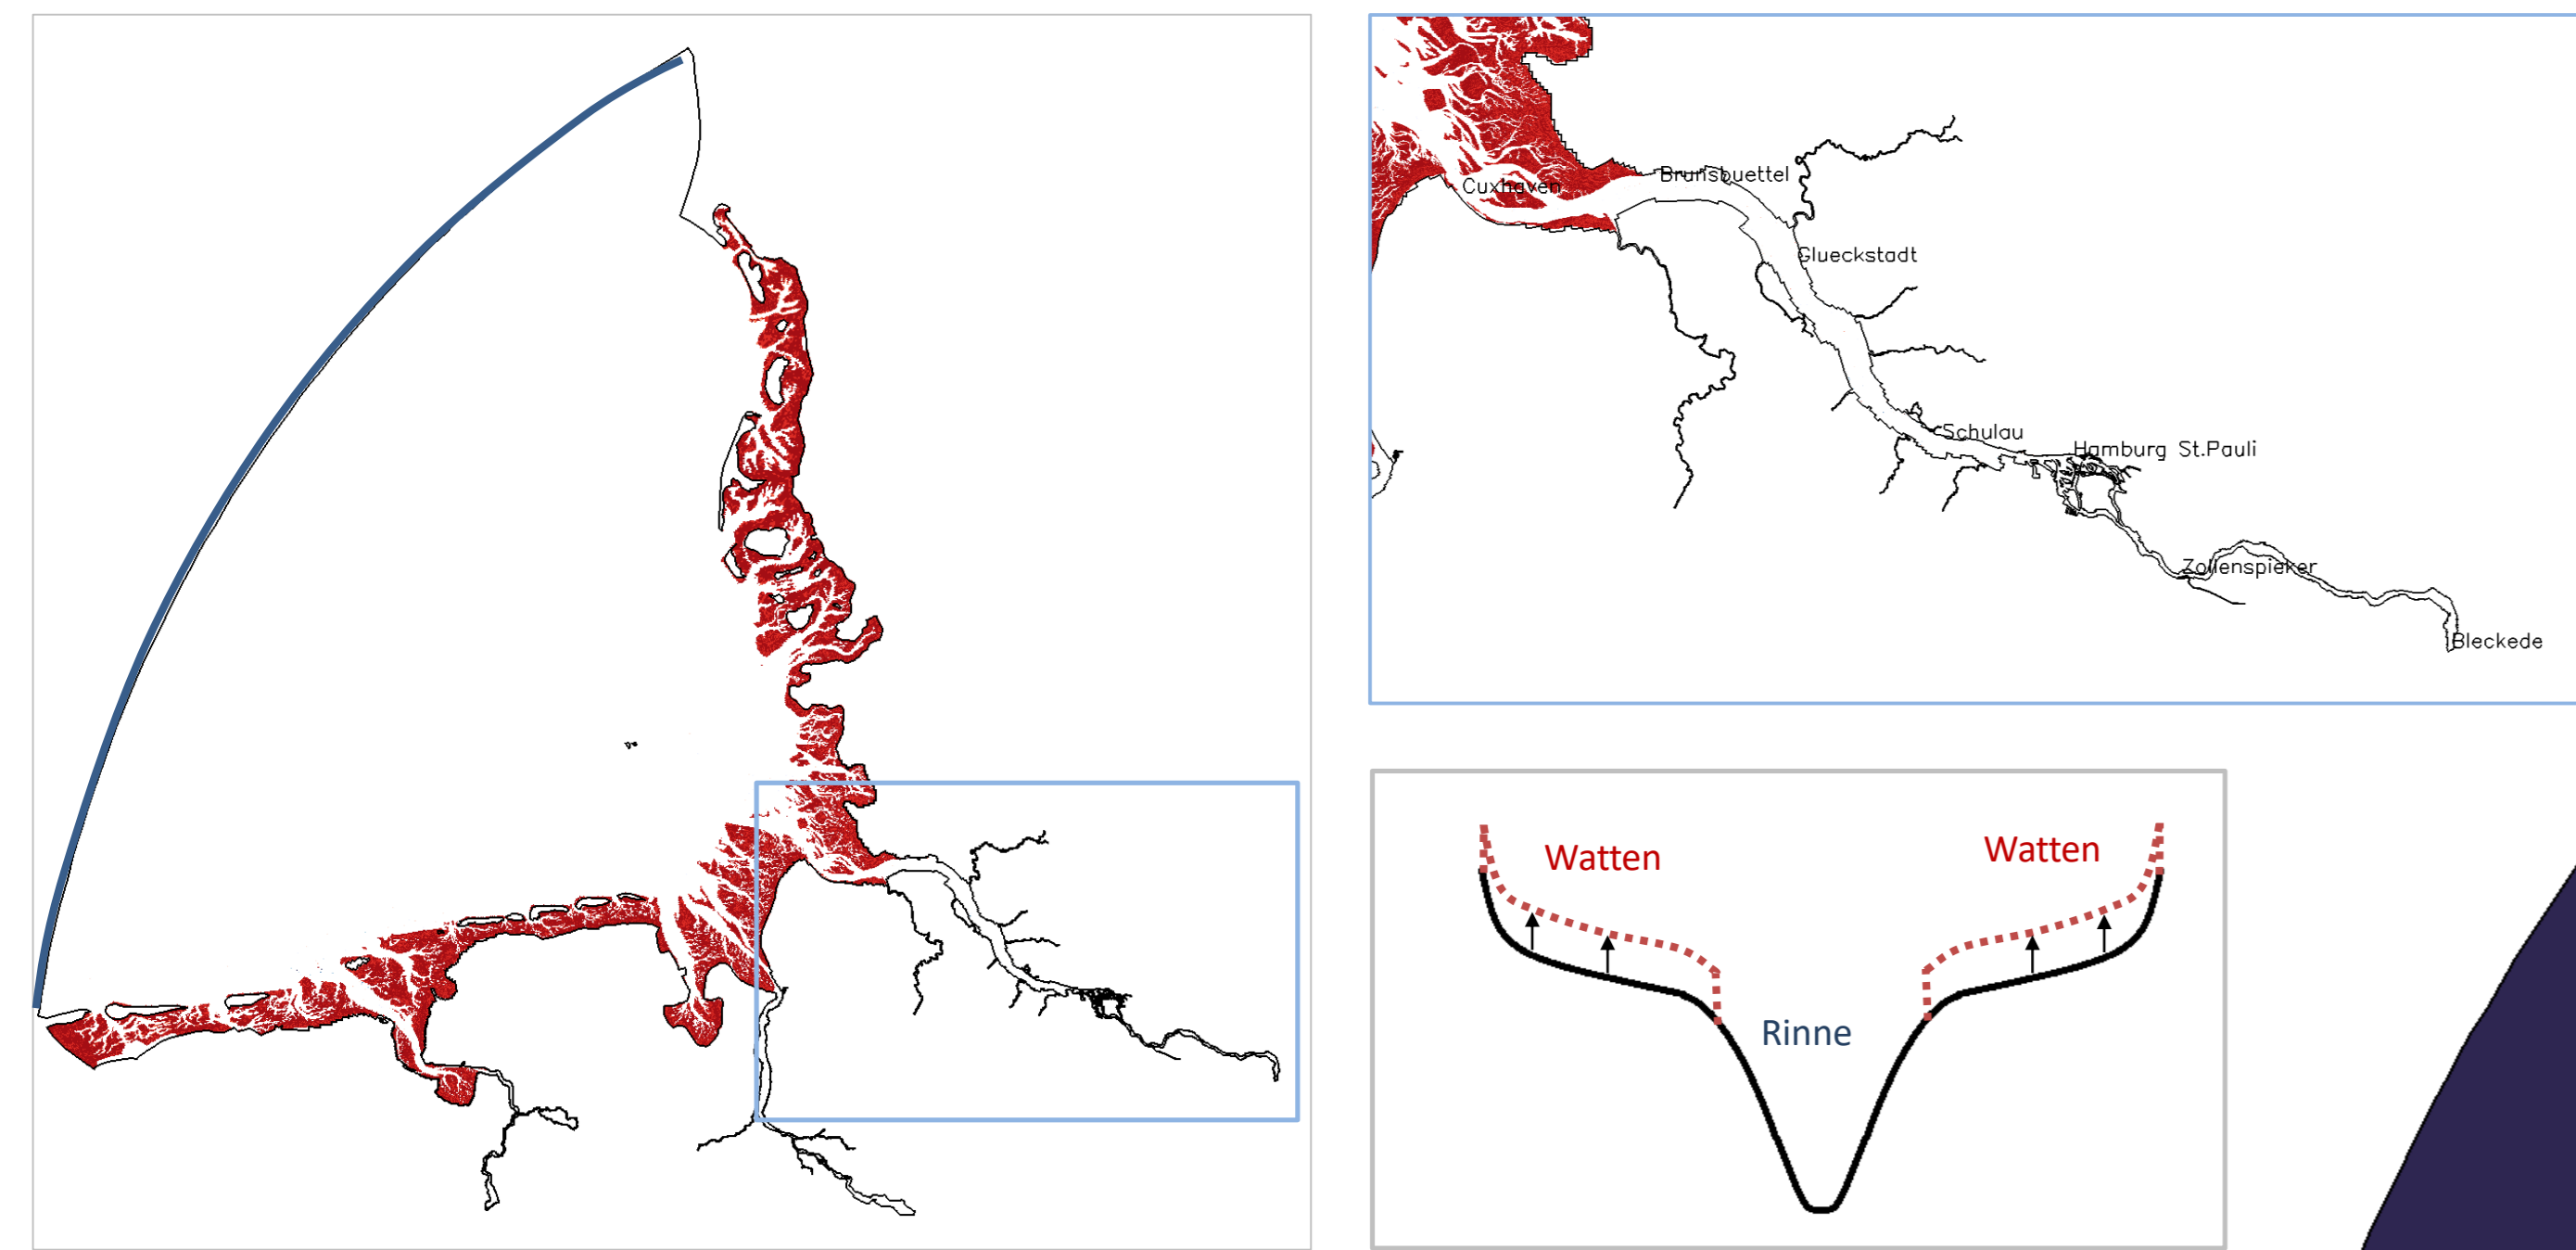 Brunsbuettel
Cuxhaven
Glueckstadt
Schulau
Hamburg St.Pauli
Zollenspieker
Bleckede
Watten
Watten
Rinne